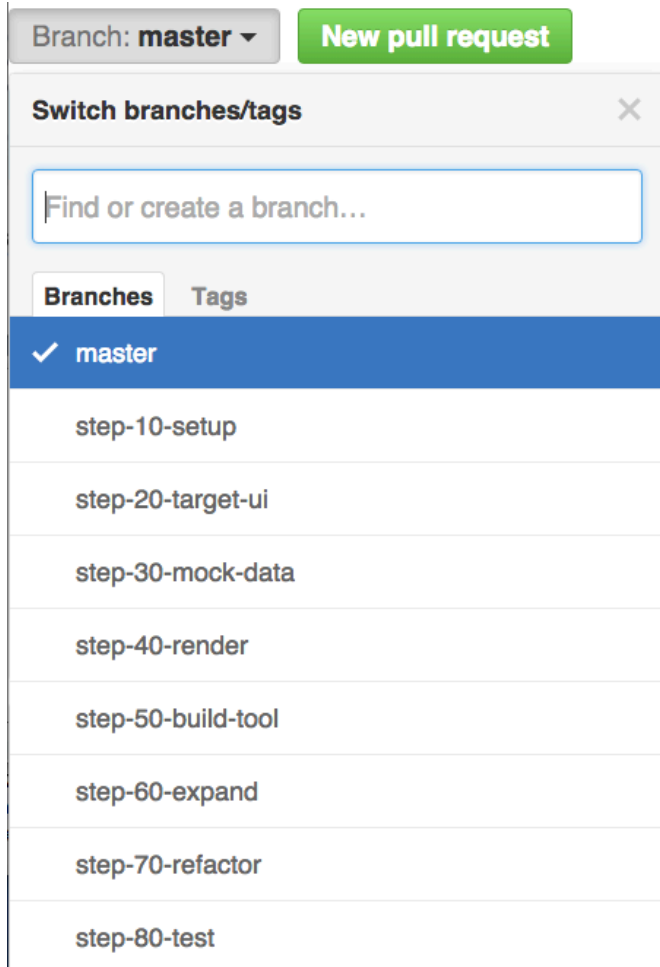 Branch: master
New pull request
Switch branches/tags
Find or create a branch…
Branches
Tags
master
step-10-setup
step-20-target-ui
step-30-mock-data
step-40-render
step-50-build-tool
step-60-expand
step-70-refactor
step-80-test